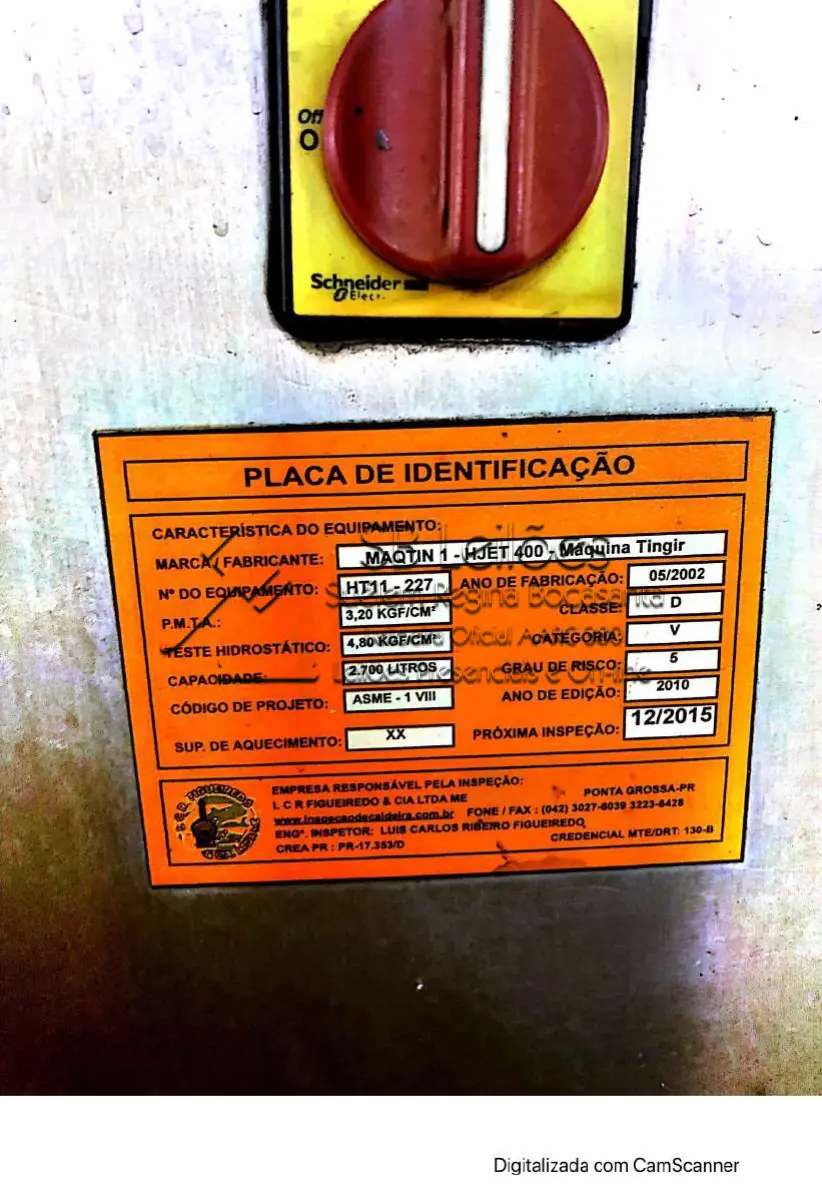 Off
O
Schneider
Electr
PLACA DE IDENTIFICAÇÃO
CARACTERÍSTICA DO EQUIPAMENTO:
MARCA / FABRICANTE: MAQTIN 1 - HJET 400 - Maquina Tingir
Nº DO EQUIPAMENTO: HT11 - 227 ANO DE FABRICAÇÃO: 05/2002
P.M.T.A.: 3,20 KGF/CM² CLASSE: D
TESTE HIDROSTÁTICO: 4,80 KGF/CM² CATEGORIA: V
CAPACIDADE: 2.700 LITROS GRAU DE RISCO: 5
CÓDIGO DE PROJETO: ASME - 1 VIII ANO DE EDIÇÃO: 2010
SUP. DE AQUECIMENTO: XX PRÓXIMA INSPEÇÃO: 12/2015
EMPRESA RESPONSÁVEL PELA INSPEÇÃO:
L C R FIGUEIREDO & CIA LTDA ME PONTA GROSSA-PR
www.inspecaodecaldeira.com.br FONE / FAX : (042) 3027-6039 3223-6428
ENGº. INSPETOR: LUIS CARLOS RIBEIRO FIGUEIREDO
CREA PR : PR-17.353/D CREDENCIAL MTE/DRT: 130-B
Leilões
Presenciais e On-line
Digitalizada com CamScanner